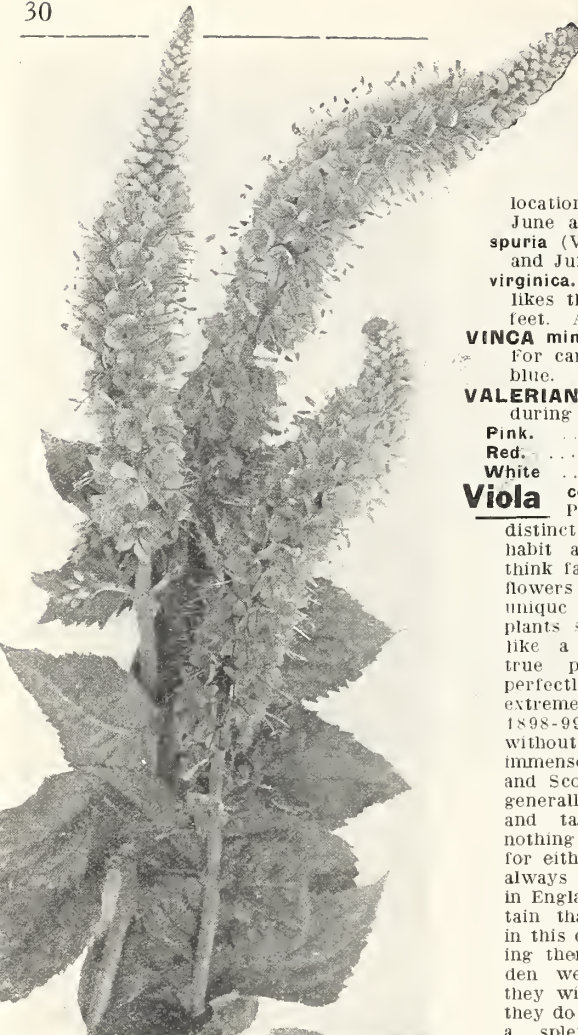 30
location
June a
spuria (V
and Ju
virginica.
likes th
feet. A
VINCA min
For car
blue.
VALERIAN
during
Pink. ..
Red. ...
White ..
Viola c
P
distinct
habit a
think fa
flowers
unique
plants s
like a
true p
perfectl
extreme
1898-99
without
immense
and Sco
generall
and ta
nothing
for eith
always
in Engla
tain tha
in this c
ing ther
den we
they wi
they do
a sple